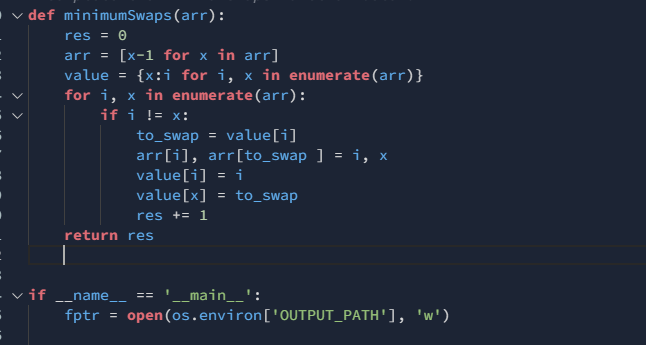 def minimumSwaps(arr):
    res = 0
    arr = [x-1 for x in arr]
    value = {x:i for i, x in enumerate(arr)}
    for i, x in enumerate(arr):
        if i != x:
            to_swap = value[i]
            arr[i], arr[to_swap ] = i, x
            value[i] = i
            value[x] = to_swap
            res += 1
    return res
if __name__ == '__main__':
    fptr = open(os.environ['OUTPUT_PATH'], 'w')